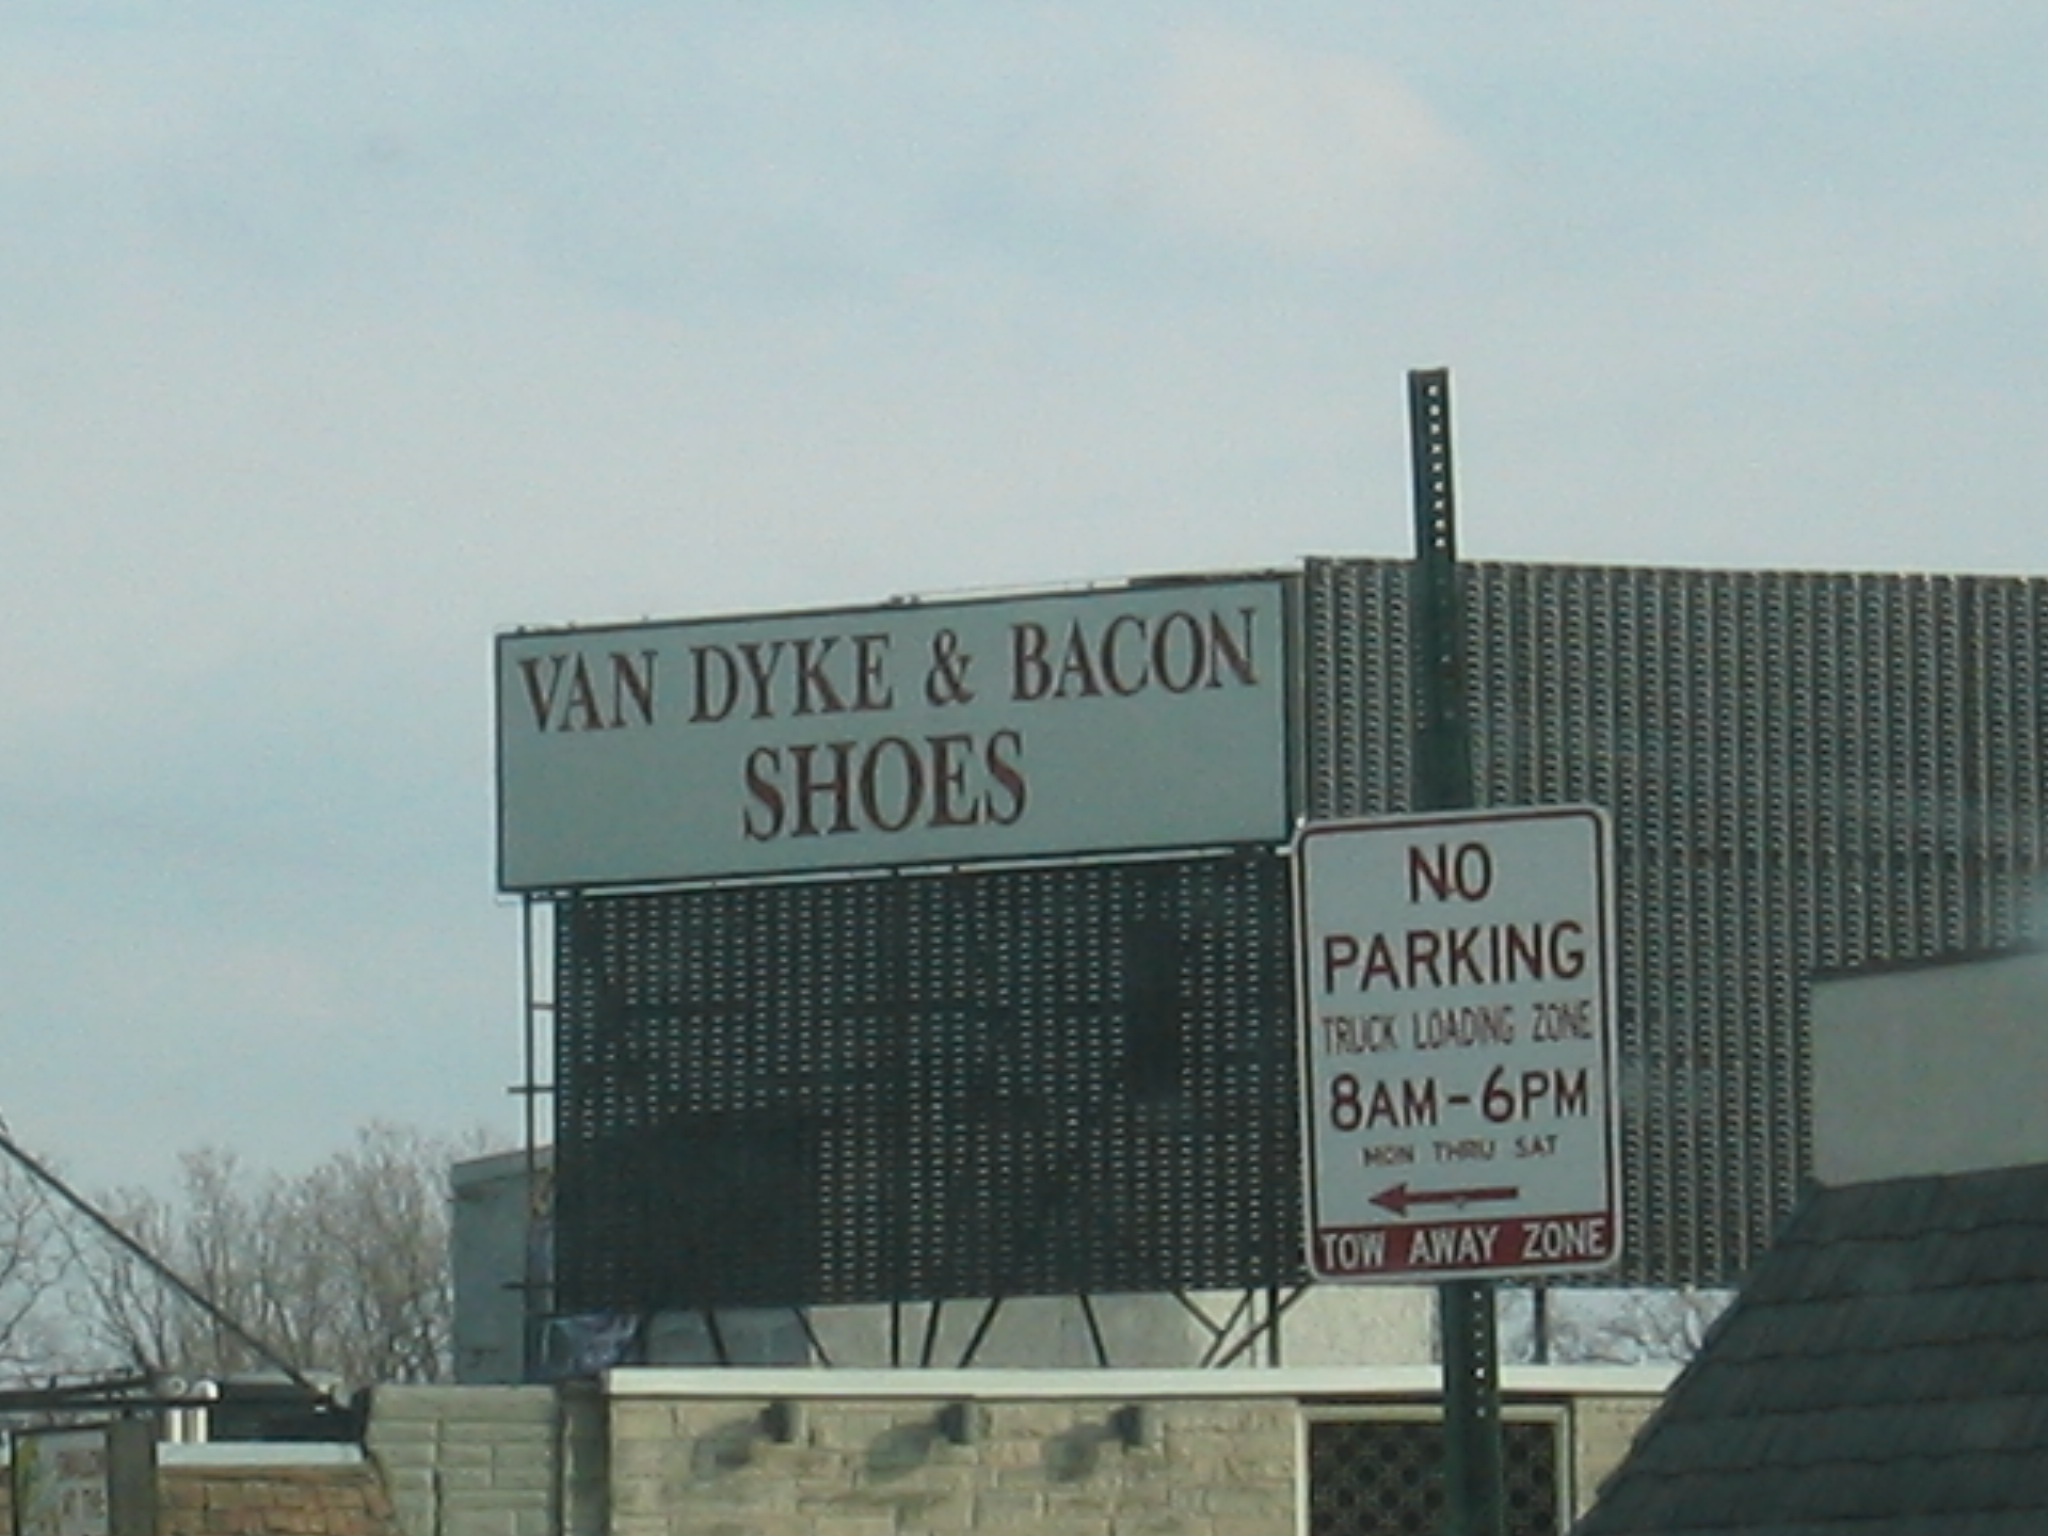 VAN DYKE & BACON
SHOES
NO
PARKING
TRUCK LOADING ZONE
8AM-6PM
MON THRU SAT
TOW AWAY ZONE